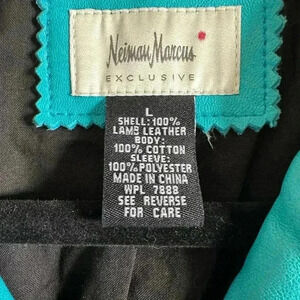 Neiman Marcus
EXCLUSIVE
L
SHELL: 100%
LAMB LEATHER
BODY:
100% COTTON
SLEEVE:
100% POLYESTER
MADE IN CHINA
WPL 7888
SEE REVERSE
FOR CARE